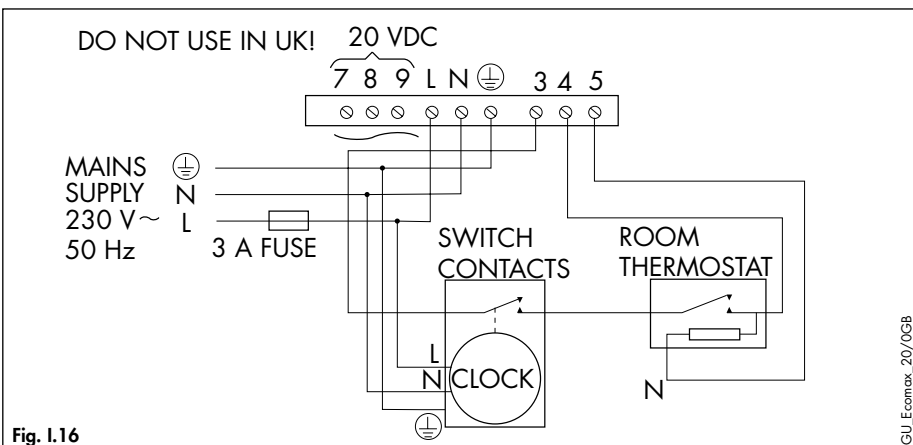 DO NOT USE IN UK!
20 VDC
7 8 9 L N 3 4 5
MAINS
SUPPLY
230 V~
50 Hz
N
L
3 A FUSE
SWITCH
CONTACTS
ROOM
THERMOSTAT
L
N
CLOCK
N
Fig. I.16
GU_Ecomax_20/0GB